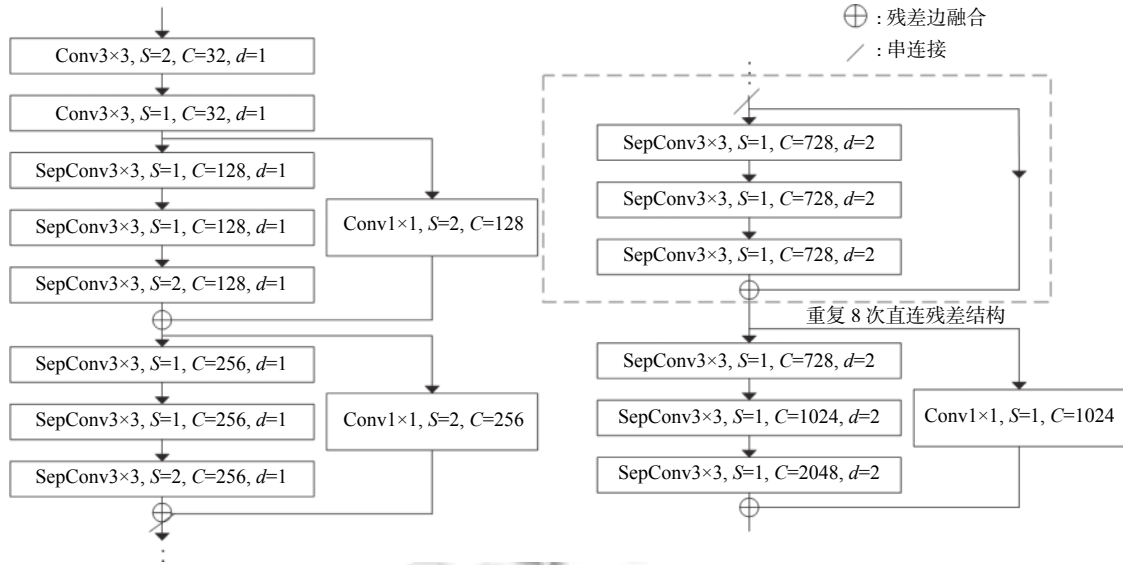 Conv3×3, S=2, C=32, d=1
Conv3×3, S=1, C=32, d=1
SepConv3×3, S=1, C=128, d=1
SepConv3×3, S=1, C=128, d=1
SepConv3×3, S=2, C=128, d=1
Conv1×1, S=2, C=128
SepConv3×3, S=1, C=256, d=1
SepConv3×3, S=1, C=256, d=1
SepConv3×3, S=2, C=256, d=1
Conv1×1, S=2, C=256
: 残差边融合
: 串连接
SepConv3×3, S=1, C=728, d=2
SepConv3×3, S=1, C=728, d=2
SepConv3×3, S=1, C=728, d=2
重复 8 次直连残差结构
SepConv3×3, S=1, C=728, d=2
SepConv3×3, S=1, C=1024, d=2
SepConv3×3, S=1, C=2048, d=2
Conv1×1, S=1, C=1024